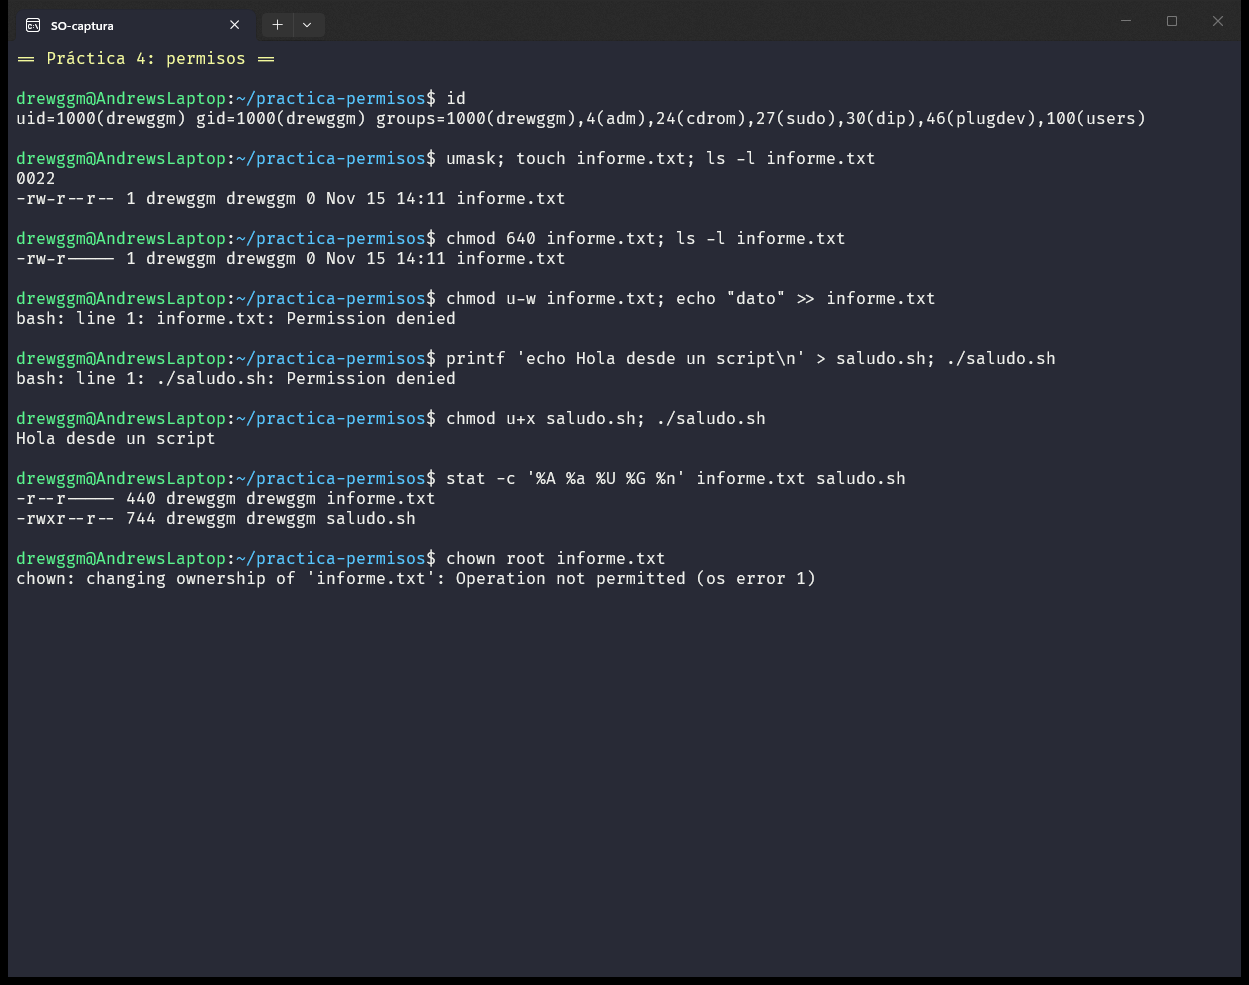 SO-captura
== Práctica 4: permisos ==
drewggm@AndrewsLaptop:~/practica-permisos$ id
uid=1000(drewggm) gid=1000(drewggm) groups=1000(drewggm),4(adm),24(cdrom),27(sudo),30(dip),46(plugdev),100(users)
drewggm@AndrewsLaptop:~/practica-permisos$ umask; touch informe.txt; ls -l informe.txt
0022
-rw-r--r-- 1 drewggm drewggm 0 Nov 15 14:11 informe.txt
drewggm@AndrewsLaptop:~/practica-permisos$ chmod 640 informe.txt; ls -l informe.txt
-rw-r----- 1 drewggm drewggm 0 Nov 15 14:11 informe.txt
drewggm@AndrewsLaptop:~/practica-permisos$ chmod u-w informe.txt; echo "dato" >> informe.txt
bash: line 1: informe.txt: Permission denied
drewggm@AndrewsLaptop:~/practica-permisos$ printf 'echo Hola desde un script\n' > saludo.sh; ./saludo.sh
bash: line 1: ./saludo.sh: Permission denied
drewggm@AndrewsLaptop:~/practica-permisos$ chmod u+x saludo.sh; ./saludo.sh
Hola desde un script
drewggm@AndrewsLaptop:~/practica-permisos$ stat -c '%A %a %U %G %n' informe.txt saludo.sh
-r--r----- 440 drewggm drewggm informe.txt
-rwxr--r-- 744 drewggm drewggm saludo.sh
drewggm@AndrewsLaptop:~/practica-permisos$ chown root informe.txt
chown: changing ownership of 'informe.txt': Operation not permitted (os error 1)